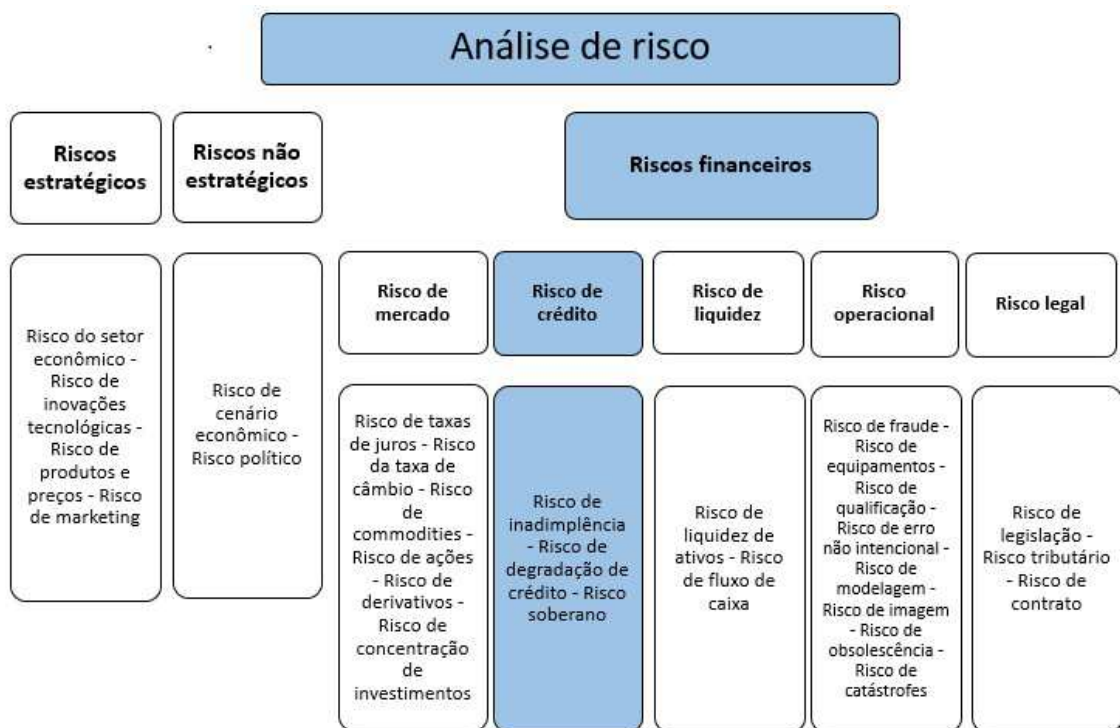 Análise de risco
Riscos
estratégicos
Riscos não
estratégicos
Riscos financeiros
Risco do setor
econômico -
Risco de
inovações
tecnológicas -
Risco de
produtos e
preços - Risco
de marketing
Risco de
cenário
econômico -
Risco político
Risco de
mercado
Risco de
crédito
Risco de
liquidez
Risco
operacional
Risco legal
Risco de taxas
de juros - Risco
da taxa de
câmbio - Risco
de
commodities -
Risco de ações
- Risco de
derivativos -
Risco de
concentração
de
investimentos
Risco de
inadimplência
- Risco de
degradação de
crédito - Risco
soberano
Risco de
liquidez de
ativos - Risco
de fluxo de
caixa
Risco de fraude -
Risco de
equipamentos -
Risco de
qualificação -
Risco de erro
não intencional -
Risco de
modelagem -
Risco de imagem
- Risco de
obsolescência -
Risco de
catástrofes
Risco de
legislação -
Risco tributário
- Risco de
contrato